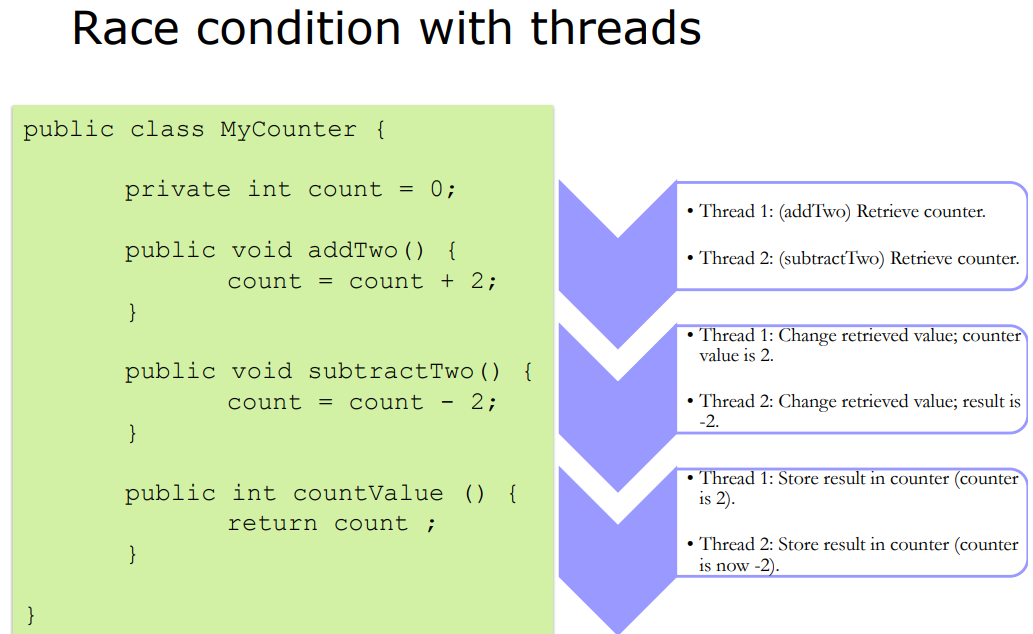 Race condition with threads
public class MyCounter {
private int count = 0;
public void addTwo() {
count = count + 2;
}
public void subtractTwo() {
count = count - 2;
}
public int countValue () {
return count ;
}
}
• Thread 1: (addTwo) Retrieve counter.
• Thread 2: (subtractTwo) Retrieve counter.
• Thread 1: Change retrieved value; counter
value is 2.
• Thread 2: Change retrieved value; result is
-2.
• Thread 1: Store result in counter (counter
is 2).
• Thread 2: Store result in counter (counter
is now -2).